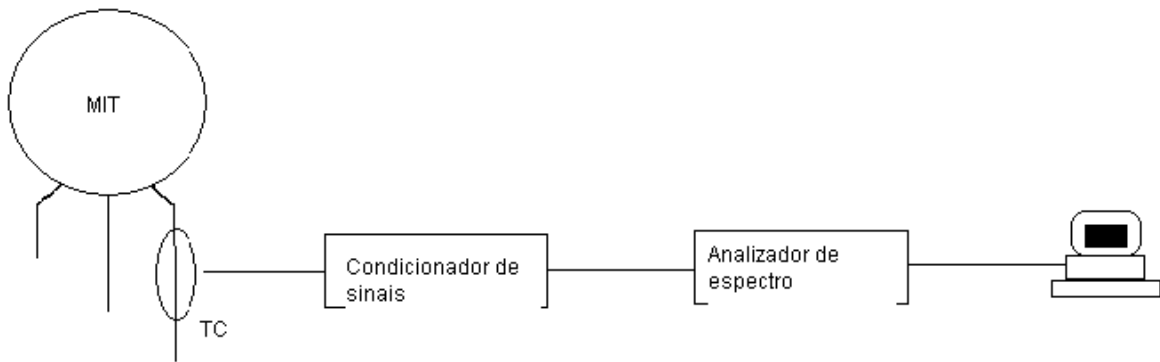 MIT
TC
Condicionador de
sinais
Analizador de
espectro